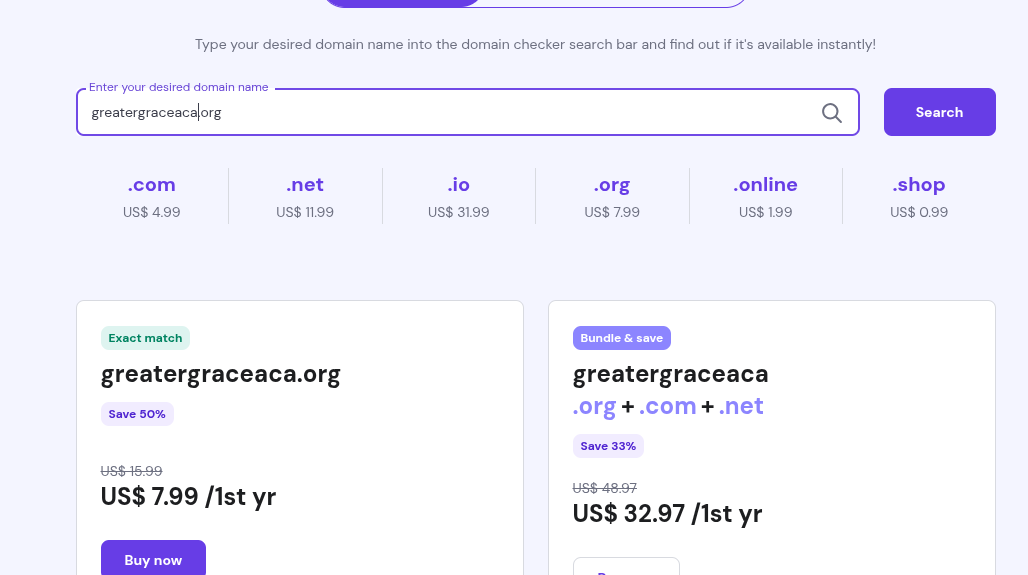 Type your desired domain name into the domain checker search bar and find out if it's available instantly!
Enter your desired domain name
greatergraceaca.org
Search
.com
US$ 4.99
.net
US$ 11.99
.io
US$ 31.99
.org
US$ 7.99
.online
US$ 1.99
.shop
US$ 0.99
Exact match
greatergraceaca.org
Save 50%
US$ 15.99
US$ 7.99 /1st yr
Buy now
Bundle & save
greatergraceaca
.org + .com + .net
Save 33%
US$ 48.97
US$ 32.97 /1st yr